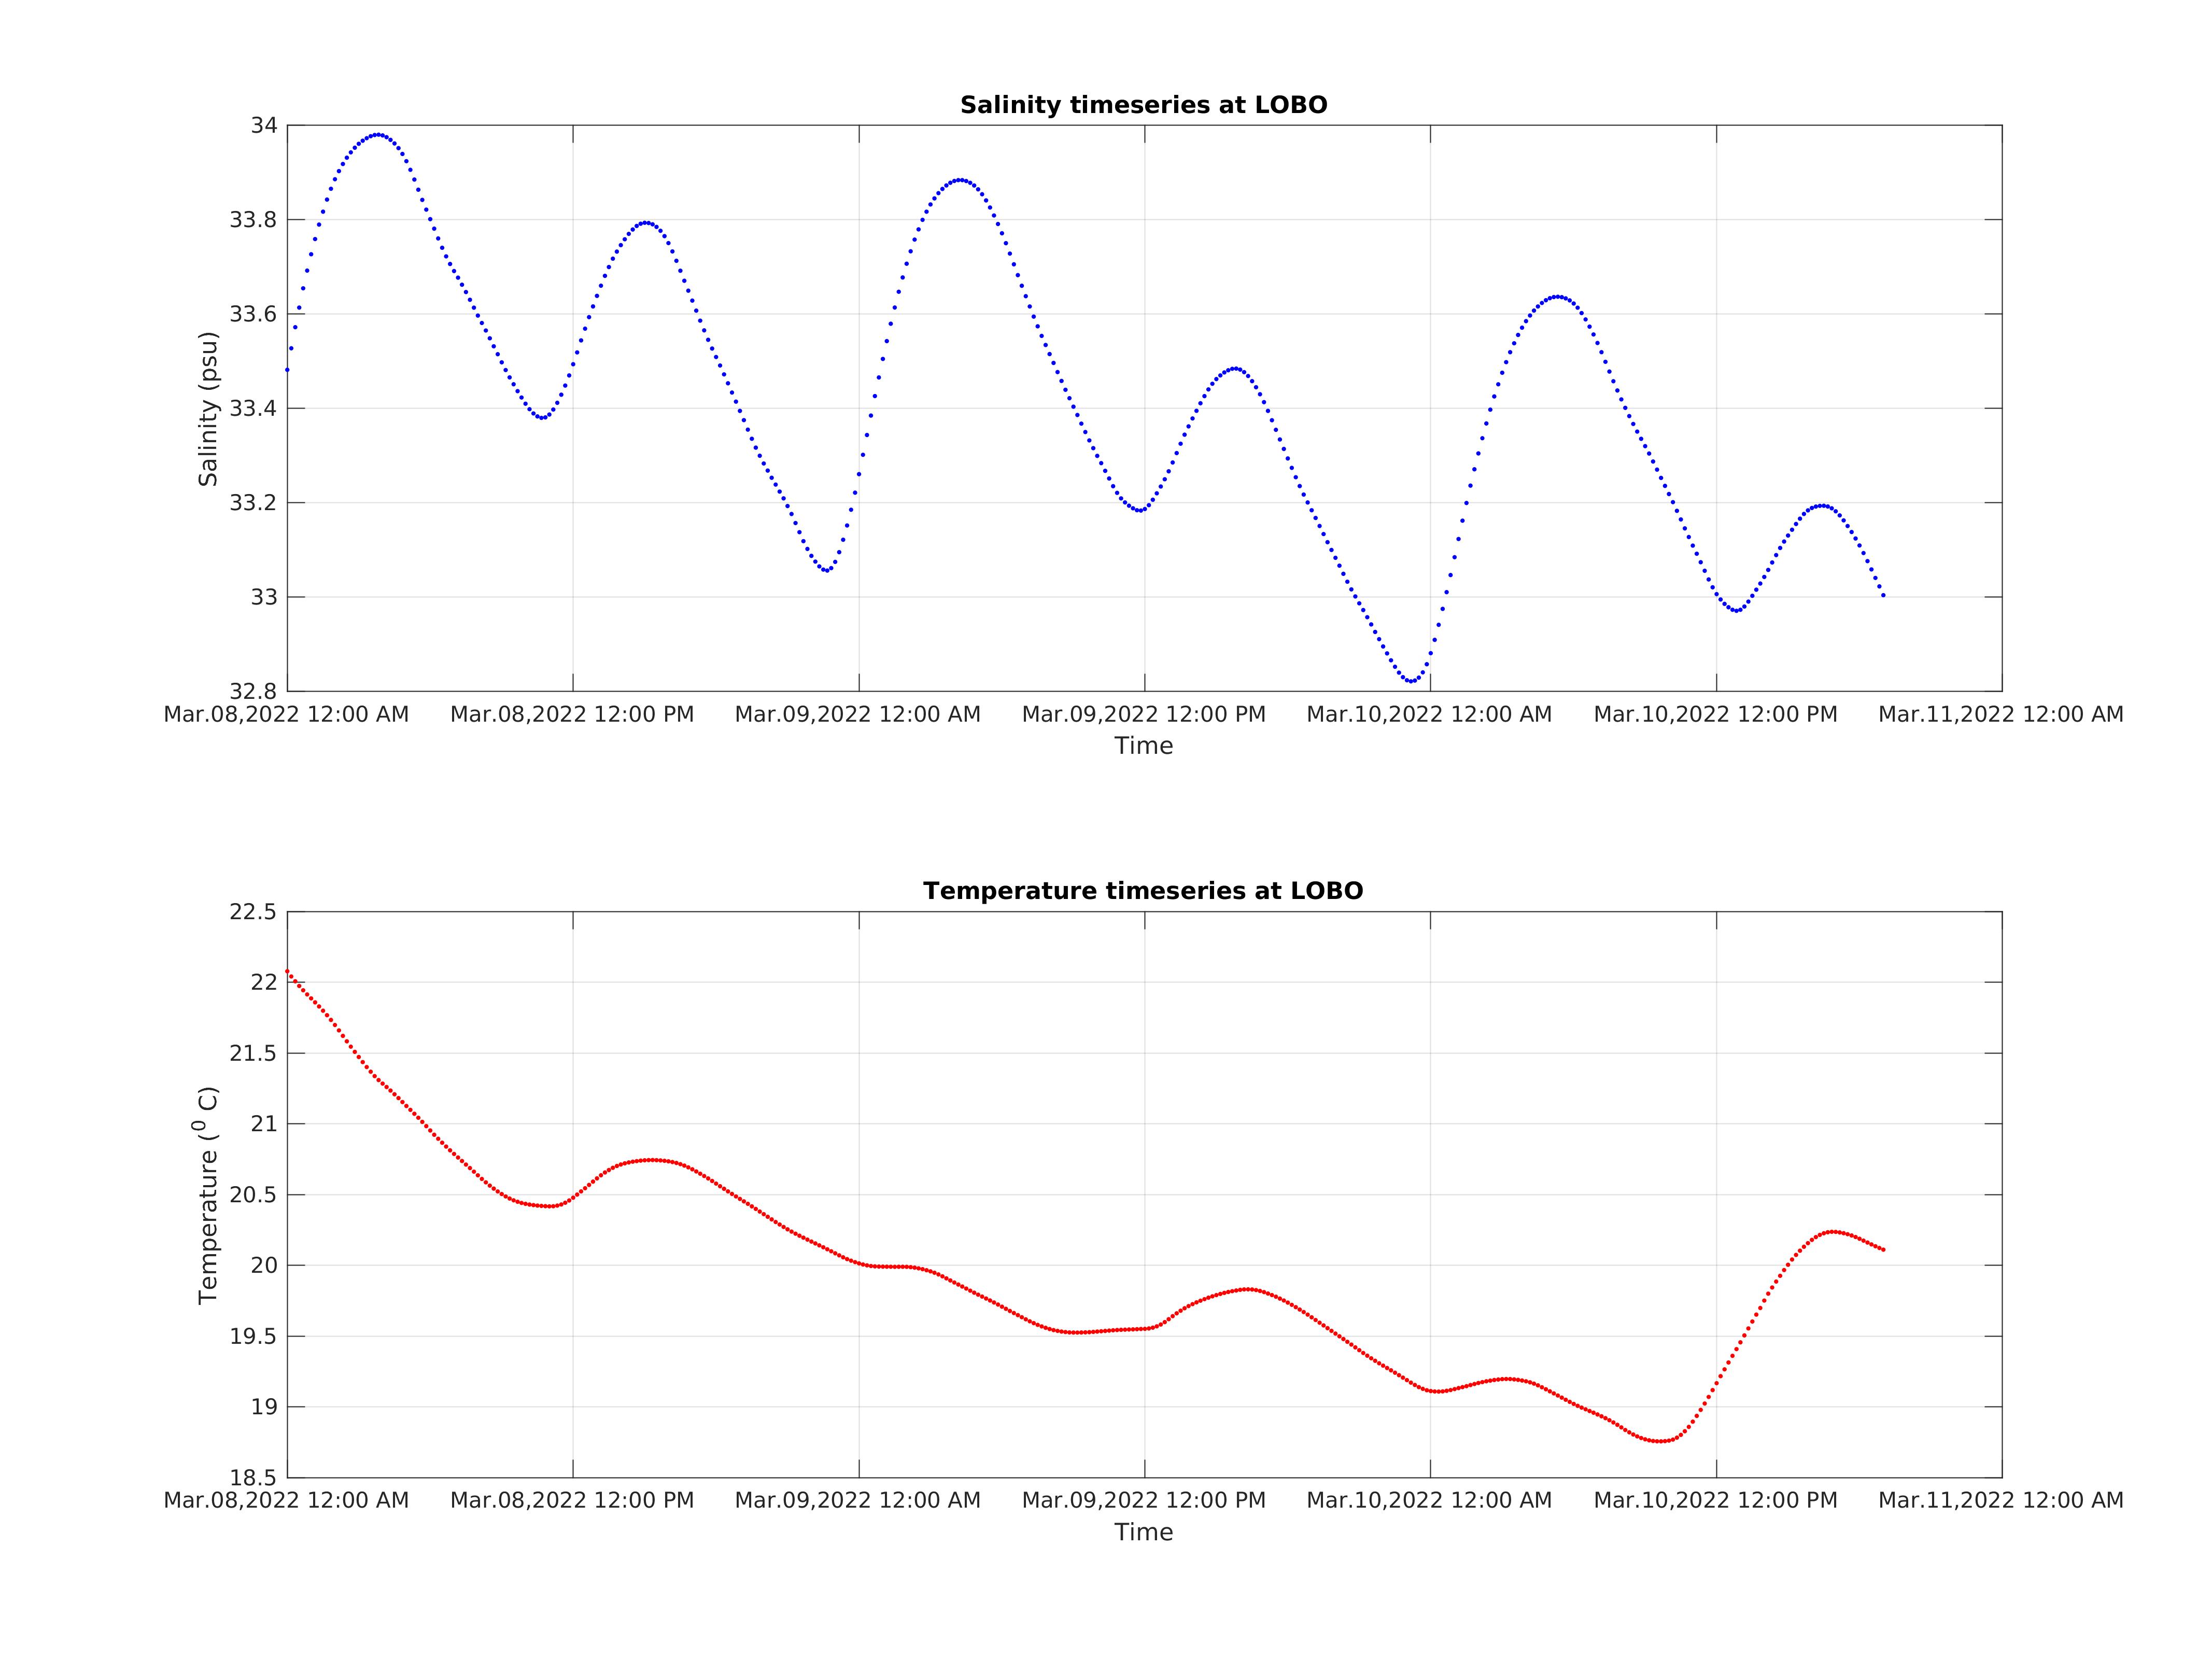 Salinity timeseries at LOBO
34
33.8
33.6
33.4
33.2
33
32.8
Salinity (psu)
Mar.08,2022 12:00 AM Mar.08,2022 12:00 PM Mar.09,2022 12:00 AM Mar.09,2022 12:00 PM Mar.10,2022 12:00 AM Mar.10,2022 12:00 PM Mar.11,2022 12:00 AM
Time
Temperature timeseries at LOBO
22.5
22
21.5
21
20.5
20
19.5
19
18.5
Temperature (⁰ C)
Mar.08,2022 12:00 AM Mar.08,2022 12:00 PM Mar.09,2022 12:00 AM Mar.09,2022 12:00 PM Mar.10,2022 12:00 AM Mar.10,2022 12:00 PM Mar.11,2022 12:00 AM
Time